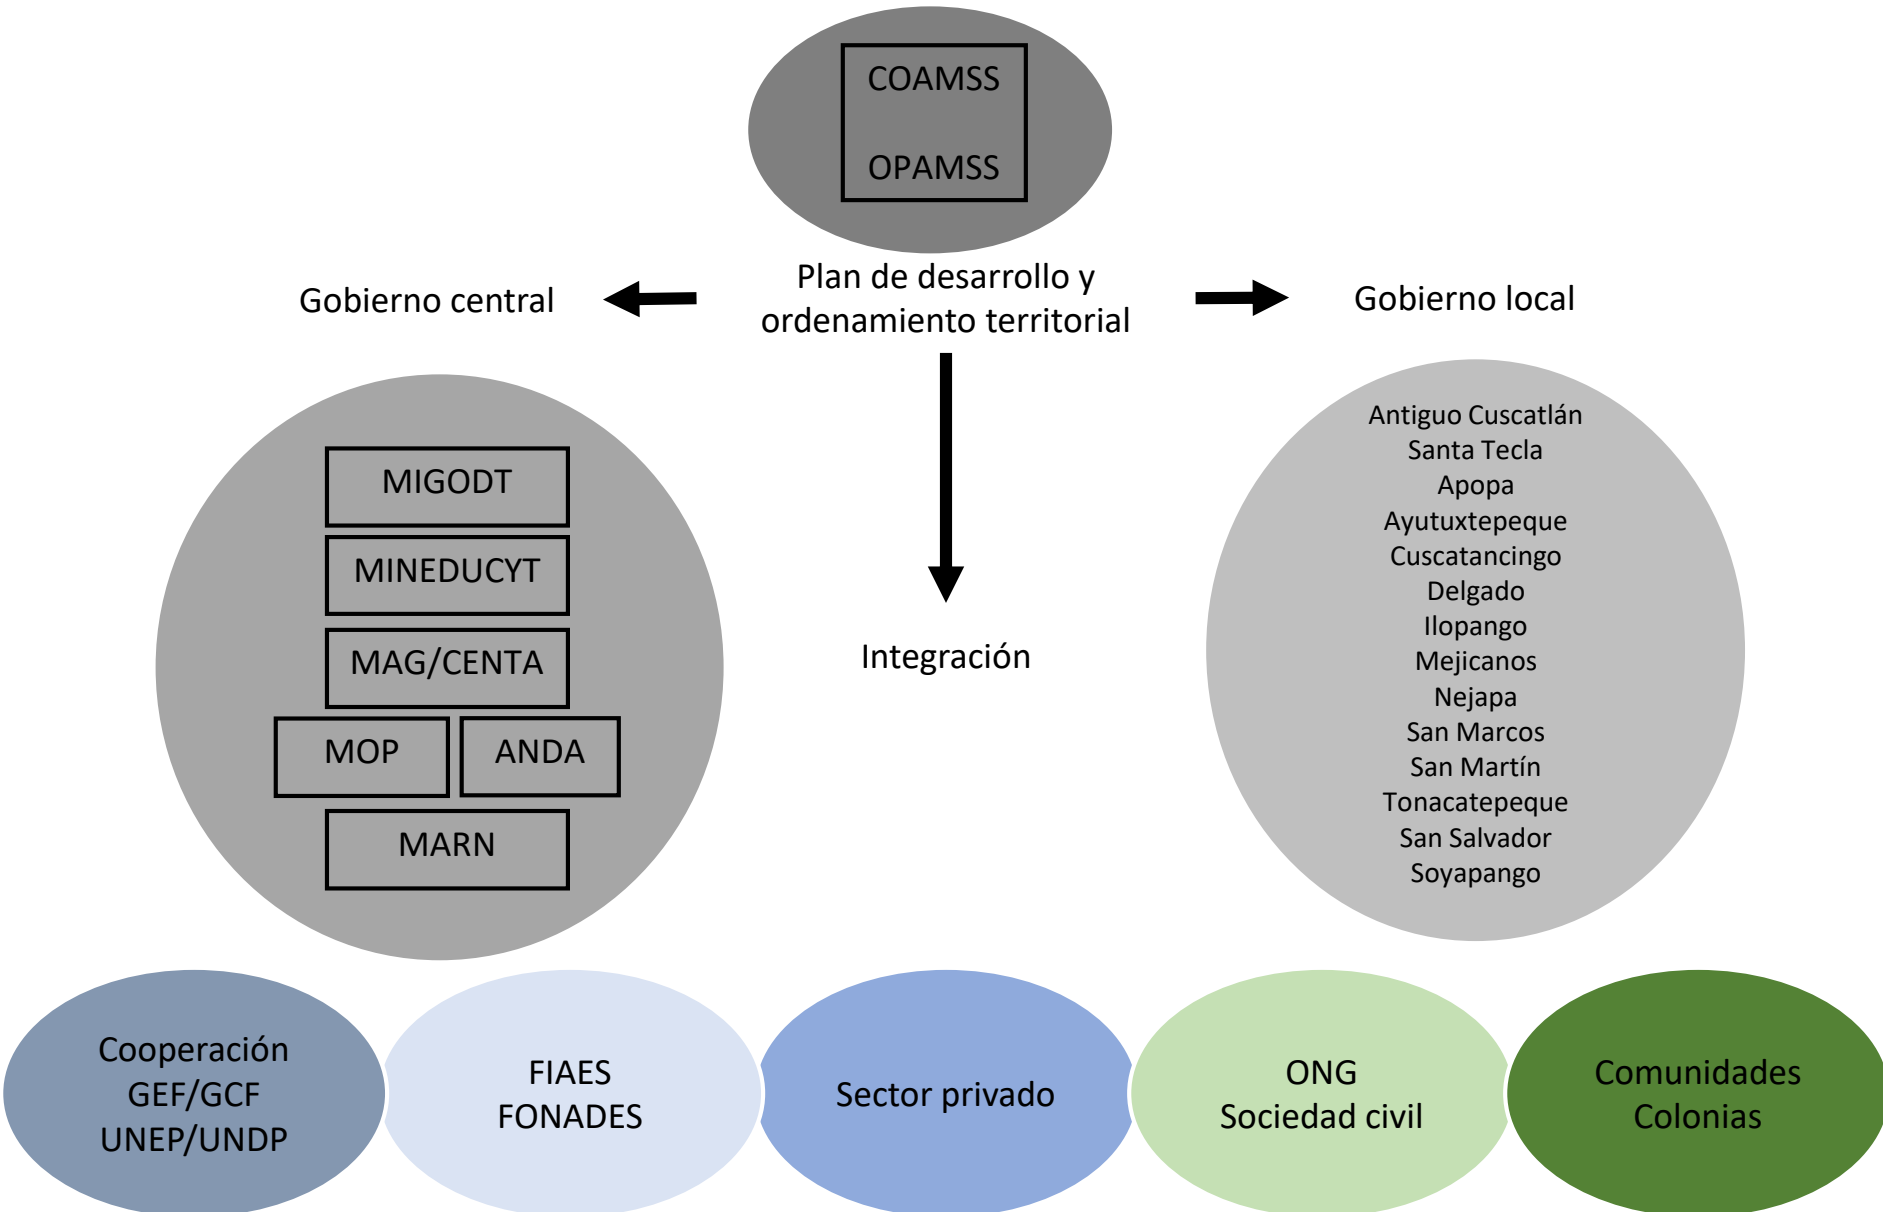 COAMSS
OPAMSS
Plan de desarrollo y
ordenamiento territorial
Gobierno central
Gobierno local
MIGODT
MINEDUCYT
MAG/CENTA
MOP
ANDA
MARN
Integración
Antiguo Cuscatlán
Santa Tecla
Apopa
Ayutuxtepeque
Cuscatancingo
Delgado
Ilopango
Mejicanos
Nejapa
San Marcos
San Martín
Tonacatepeque
San Salvador
Soyapango
Cooperación
GEF/GCF
UNEP/UNDP
FIAES
FONADES
Sector privado
ONG
Sociedad civil
Comunidades
Colonias